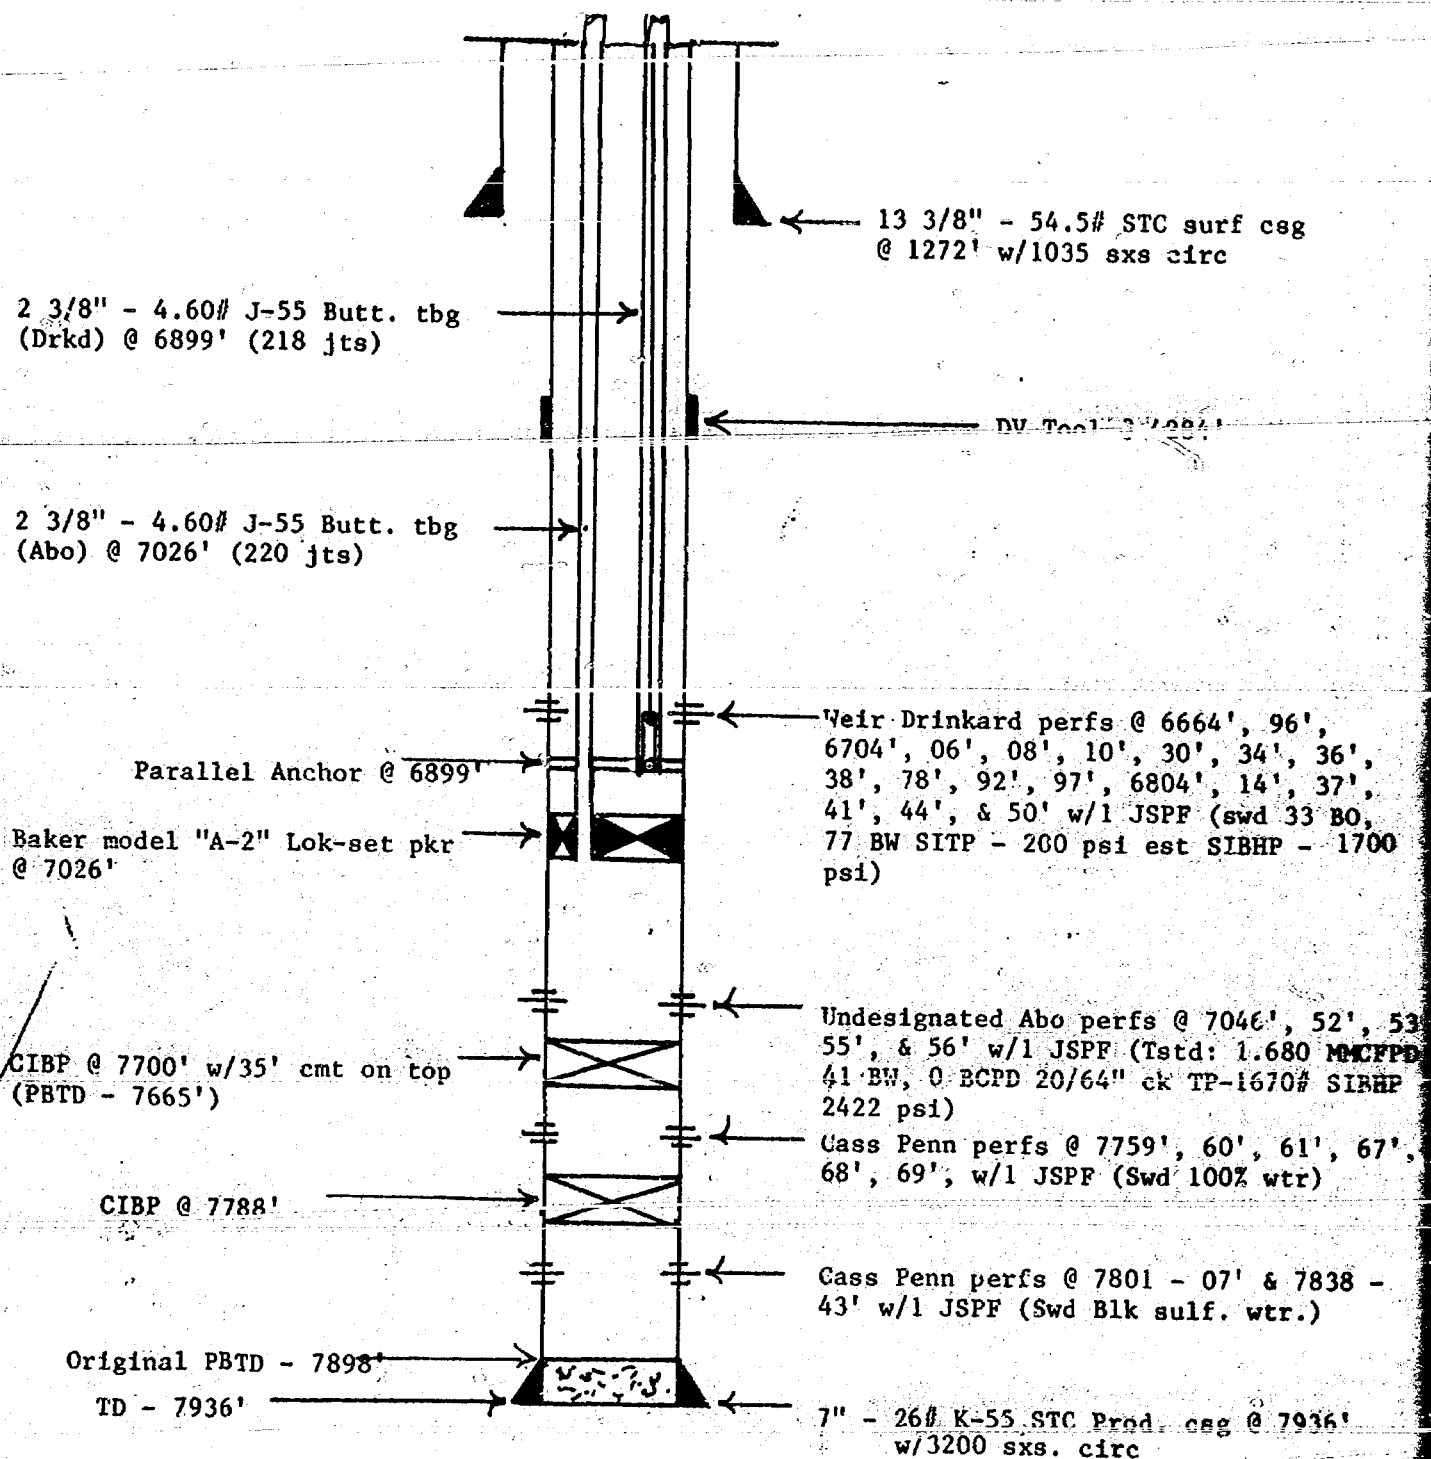 13 3/8" - 54.5# STC surf csg
@ 1272' w/1035 sxs circ
2 3/8" - 4.60# J-55 Butt. tbg
(Drkd) @ 6899' (218 jts)
DV Tool @ 4284'
2 3/8" - 4.60# J-55 Butt. tbg
(Abo) @ 7026' (220 jts)
Weir Drinkard perfs @ 6664', 96',
6704', 06', 08', 10', 30', 34', 36',
38', 78', 92', 97', 6804', 14', 37',
41', 44', & 50' w/1 JSPF (swd 33 BO,
77 BW SITP - 200 psi est SIBHP - 1700
psi)
Parallel Anchor @ 6899'
Baker model "A-2" Lok-set pkr
@ 7026'
Undesignated Abo perfs @ 7046', 52', 53
55', & 56' w/1 JSPF (Tstd: 1.680 MMCFPD
41 BW, 0 BCPD 20/64" ck TP-1670# SIBHP
2422 psi)
CIBP @ 7700' w/35' cmt on top
(PBTD - 7665')
Cass Penn perfs @ 7759', 60', 61', 67',
68', 69', w/1 JSPF (Swd 100% wtr)
CIBP @ 7788'
Cass Penn perfs @ 7801 - 07' & 7838 -
43' w/1 JSPF (Swd Blk sulf. wtr.)
Original PBTD - 7898'
TD - 7936'
7" - 26# K-55 STC Prod. csg @ 7936'
w/3200 sxs. circ